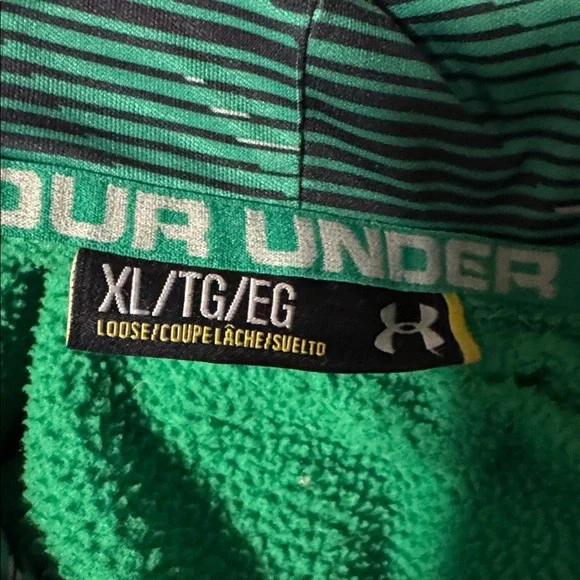 OUR UNDER
XL/TG/EG
LOOSE/COUPE LÂCHE/SUELTO